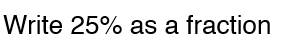 Write 25% as a fraction